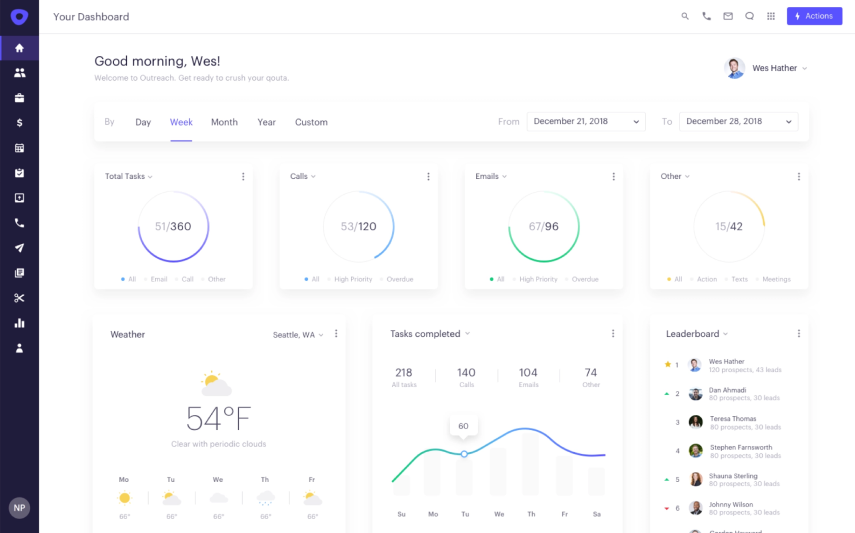 Your Dashboard
Actions
Good morning, Wes!
Welcome to Outreach. Get ready to crush your qouta.
Wes Hather
By Day Week Month Year Custom From December 21, 2018 To December 28, 2018
Total Tasks
51/360
All Email Call Other
Calls
53/120
All High Priority Overdue
Emails
67/96
All High Priority Overdue
Other
15/42
All Action Texts Meetings
Weather Seattle, WA
54°F
Clear with periodic clouds
Mo Tu We Th Fr
66° 66° 66° 66° 66°
Tasks completed
218 140 104 74
All tasks Calls Emails Other
60
Su Mo Tu We Th Fr Sa
Leaderboard
1 Wes Hather
120 prospects, 43 leads
2 Dan Ahmadi
80 prospects, 30 leads
3 Teresa Thomas
80 prospects, 30 leads
4 Stephen Farnsworth
80 prospects, 30 leads
5 Shauna Sterling
80 prospects, 30 leads
6 Johnny Wilson
80 prospects, 30 leads
NP